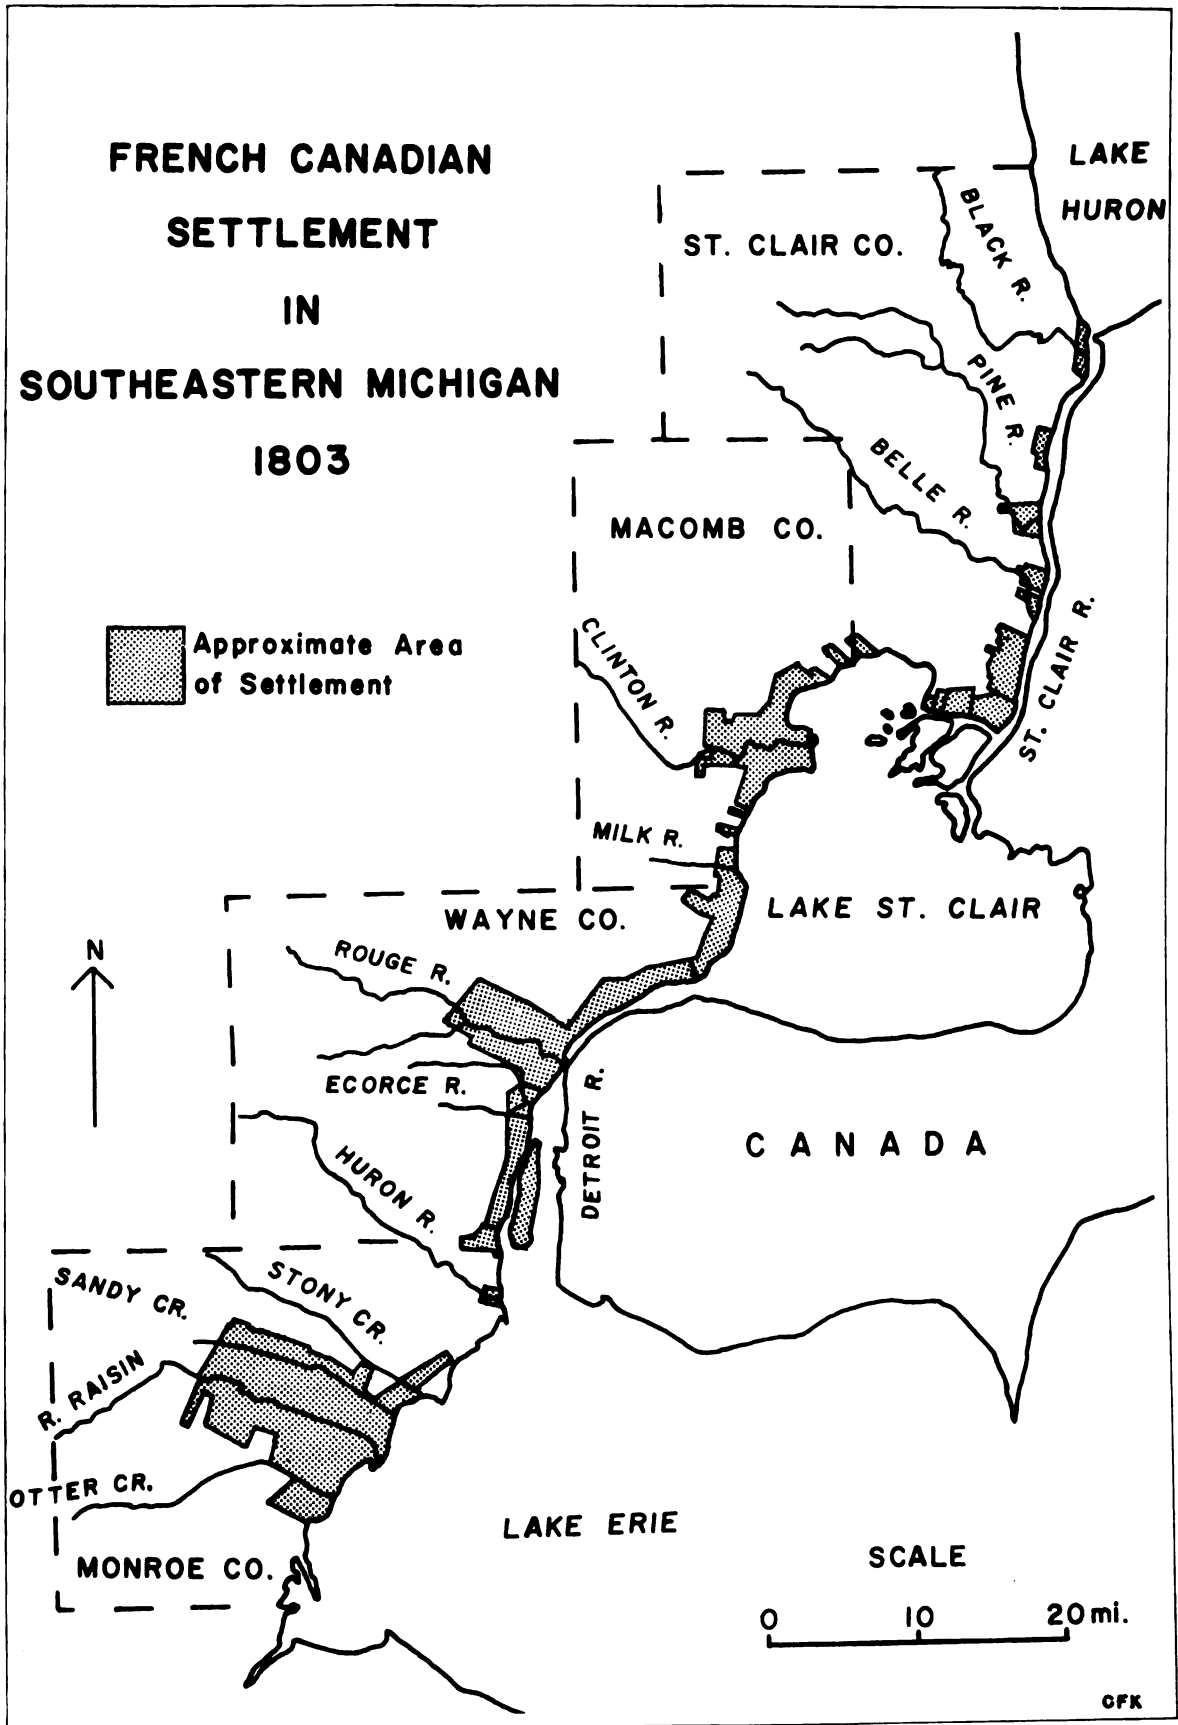 FRENCH CANADIAN
SETTLEMENT
IN
SOUTHEASTERN MICHIGAN
1803
LAKE
HURON
BLACK R.
ST. CLAIR CO.
PINE R.
BELLE R.
MACOMB CO.
ST. CLAIR R.
CLINTON R.
Approximate Area
of Settlement
MILK R.
LAKE ST. CLAIR
WAYNE CO.
N
ROUGE R.
ECORCE R.
DETROIT R.
CANADA
HURON R.
STONY CR.
SANDY CR.
R. RAISIN
OTTER CR.
LAKE ERIE
MONROE CO.
SCALE
0 10 20 mi.
CFK